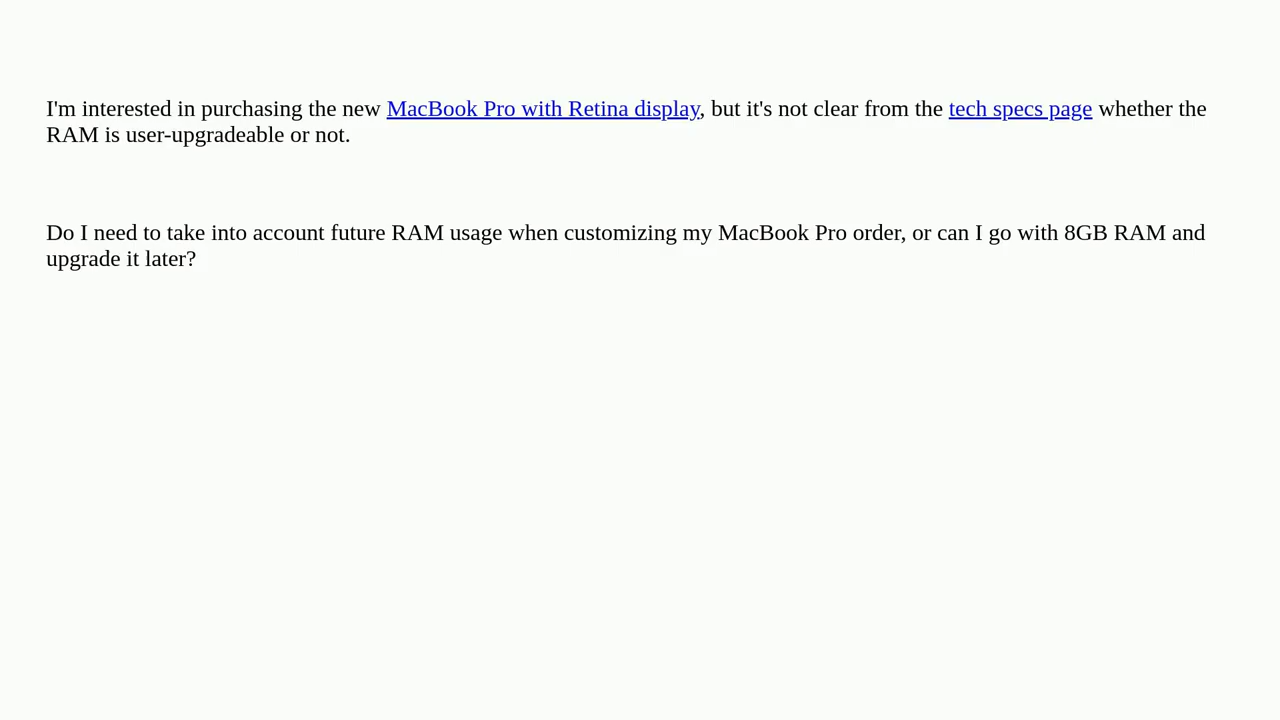 I'm interested in purchasing the new MacBook Pro with Retina display, but it's not clear from the tech specs page whether the
RAM is user-upgradeable or not.
Do I need to take into account future RAM usage when customizing my MacBook Pro order, or can I go with 8GB RAM and
upgrade it later?